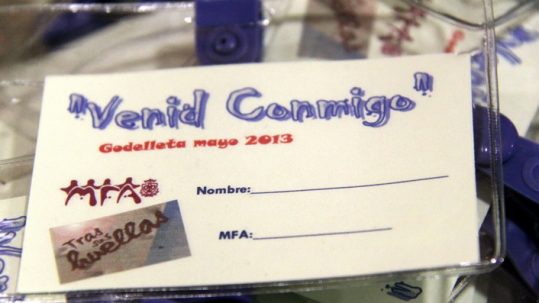 "Venid Conmigo"
Godelleta mayo 2013
MFA
Nombre:
Tras sus
huellas
MFA: